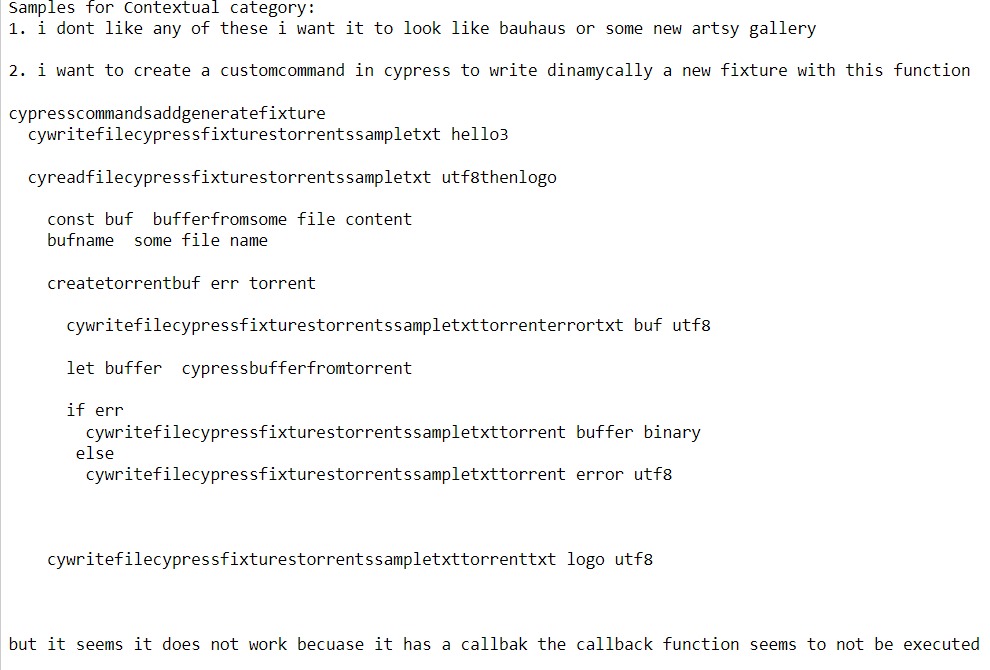 Samples for Contextual category:
1. i dont like any of these i want it to look like bauhaus or some new artsy gallery
2. i want to create a customcommand in cypress to write dinamycally a new fixture with this function
cypresscommandsaddgeneratefixture
cywritefilecypressfixturestorrentssampletxt hello3
cyreadfilecypressfixturestorrentssampletxt utf8thenlogo
const buf  bufferfromsome file content
bufname  some file name
createtorrentbuf err torrent
cywritefilecypressfixturestorrentssampletxttorrenterrortxt buf utf8
let buffer  cypressbufferfromtorrent
if err
cywritefilecypressfixturestorrentssampletxttorrent buffer binary
else
cywritefilecypressfixturestorrentssampletxttorrent error utf8
cywritefilecypressfixturestorrentssampletxttorrenttxt logo utf8
but it seems it does not work becuase it has a callbak the callback function seems to not be executed